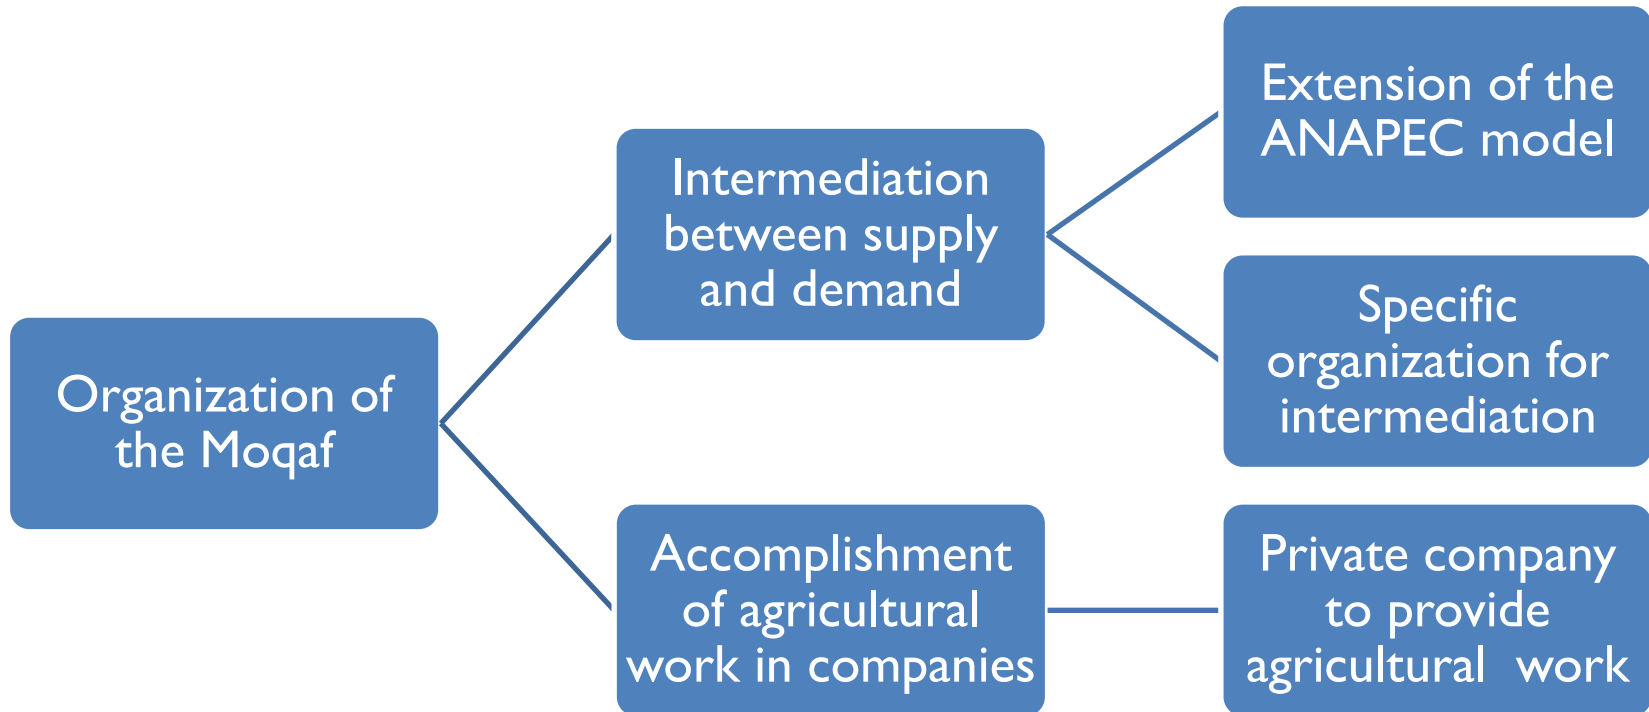 Organization of
the Moqaf
Intermediation
between supply
and demand
Extension of the
ANAPEC model
Specific
organization for
intermediation
Accomplishment
of agricultural
work in companies
Private company
to provide
agricultural  work